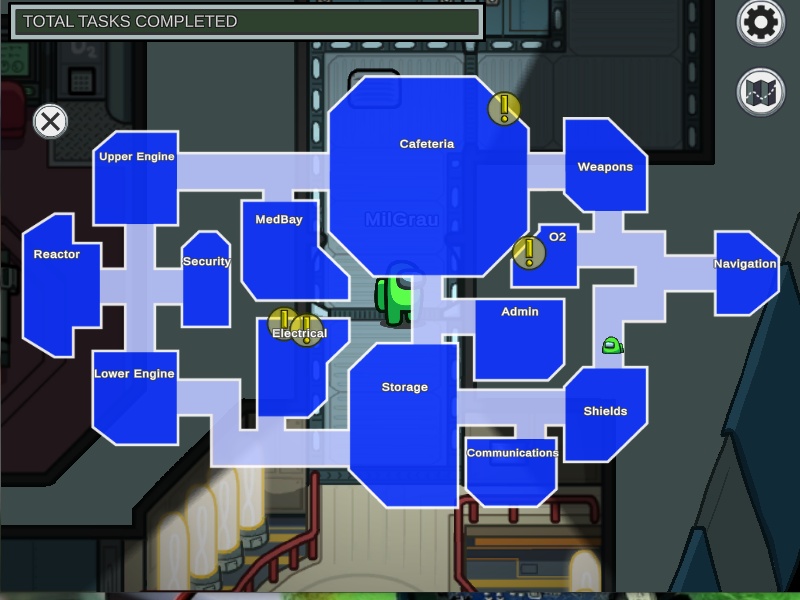 TOTAL TASKS COMPLETED
O2
Cafeteria
Upper Engine
Weapons
MilGrau
MedBay
O2
Reactor
Security
Navigation
Admin
Electrical
Lower Engine
Storage
Shields
Communications